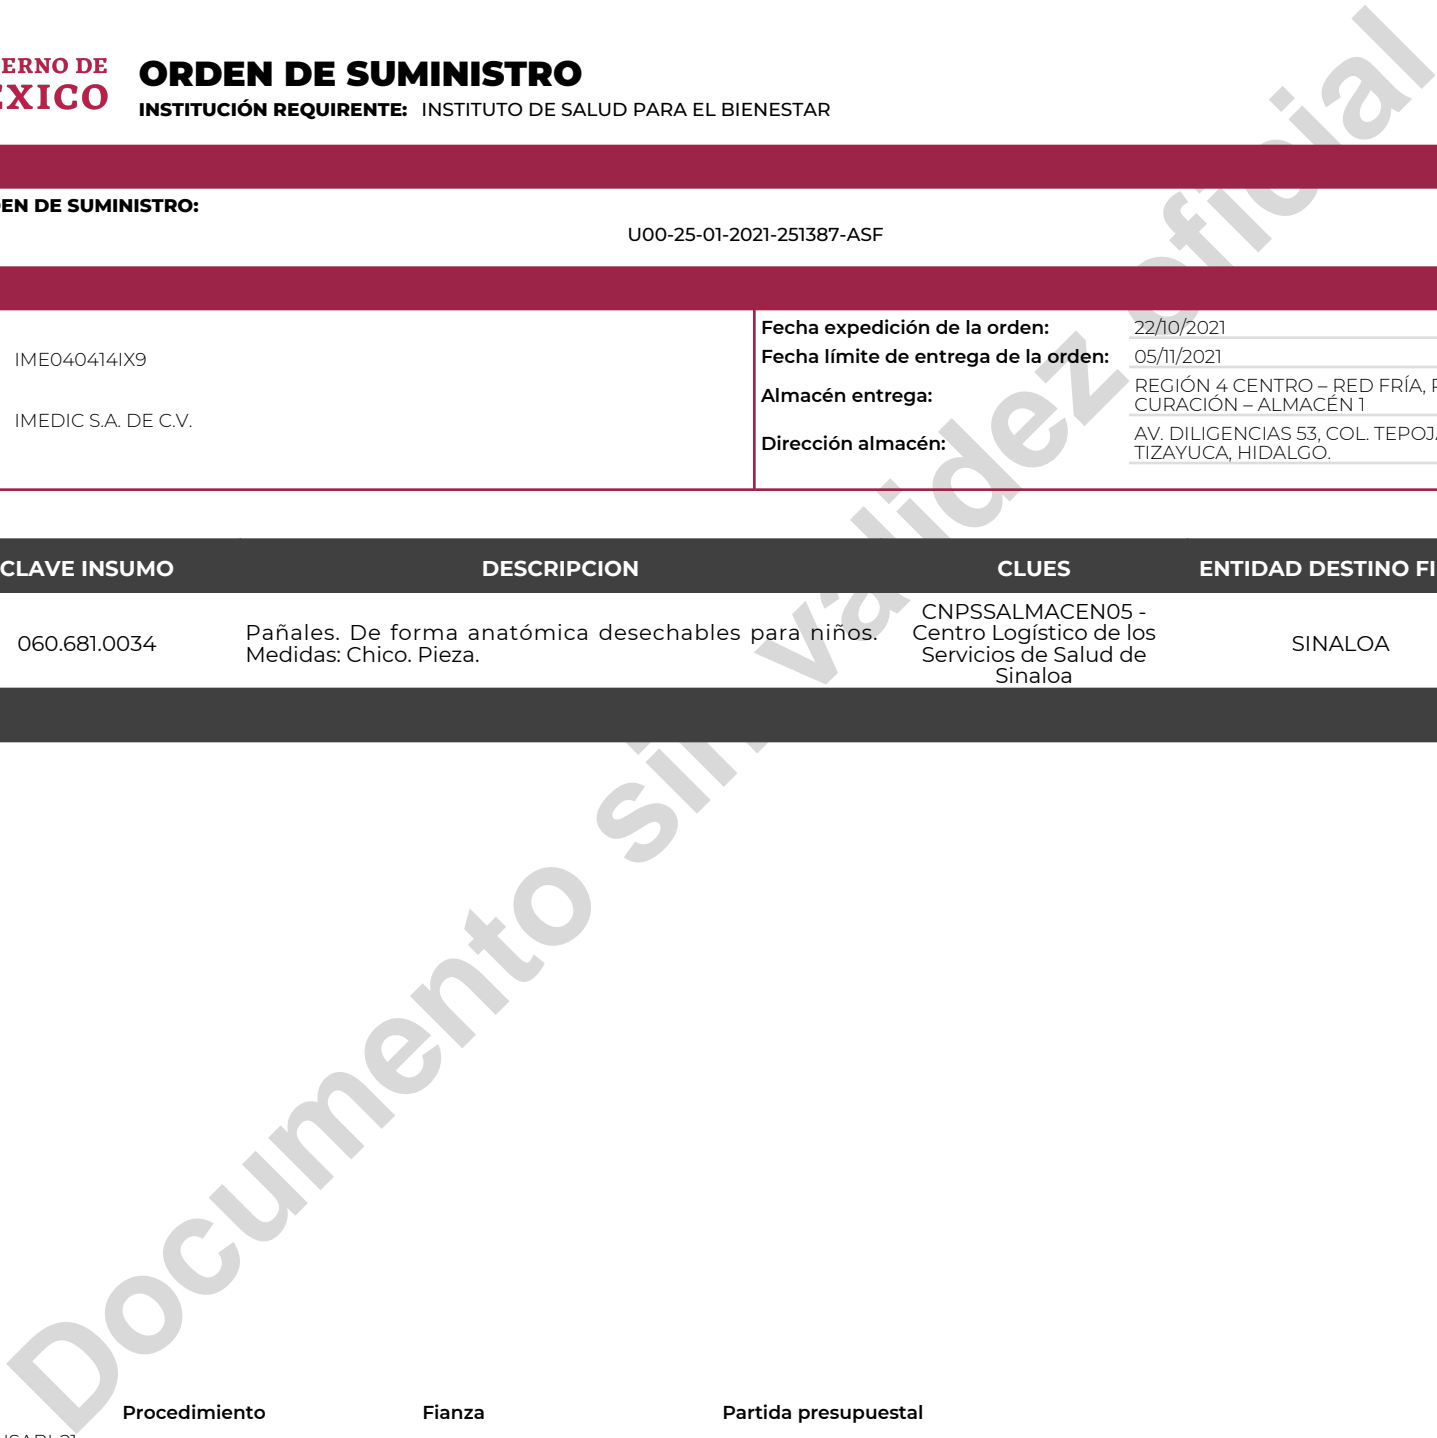 ERNO DE
ORDEN DE SUMINISTRO
INSTITUCIÓN REQUIRENTE: INSTITUTO DE SALUD PARA EL BIENESTAR
EN DE SUMINISTRO:
U00-25-01-2021-251387-ASF
IME040414IX9
IMEDIC S.A. DE C.V.
Fecha expedición de la orden: 22/10/2021
Fecha límite de entrega de la orden: 05/11/2021
Almacén entrega: REGIÓN 4 CENTRO – RED FRÍA,
CURACIÓN – ALMACÉN 1
Dirección almacén: AV. DILIGENCIAS 53, COL. TEPOJ
TIZAYUCA, HIDALGO.
CLAVE INSUMO DESCRIPCION CLUES ENTIDAD DESTINO FI
060.681.0034
Pañales. De forma anatómica desechables para niños.
Medidas: Chico. Pieza.
CNPSSALMACEN05 -
Centro Logístico de los
Servicios de Salud de
Sinaloa
SINALOA
Documento sin validez oficial
Procedimiento Fianza Partida presupuestal